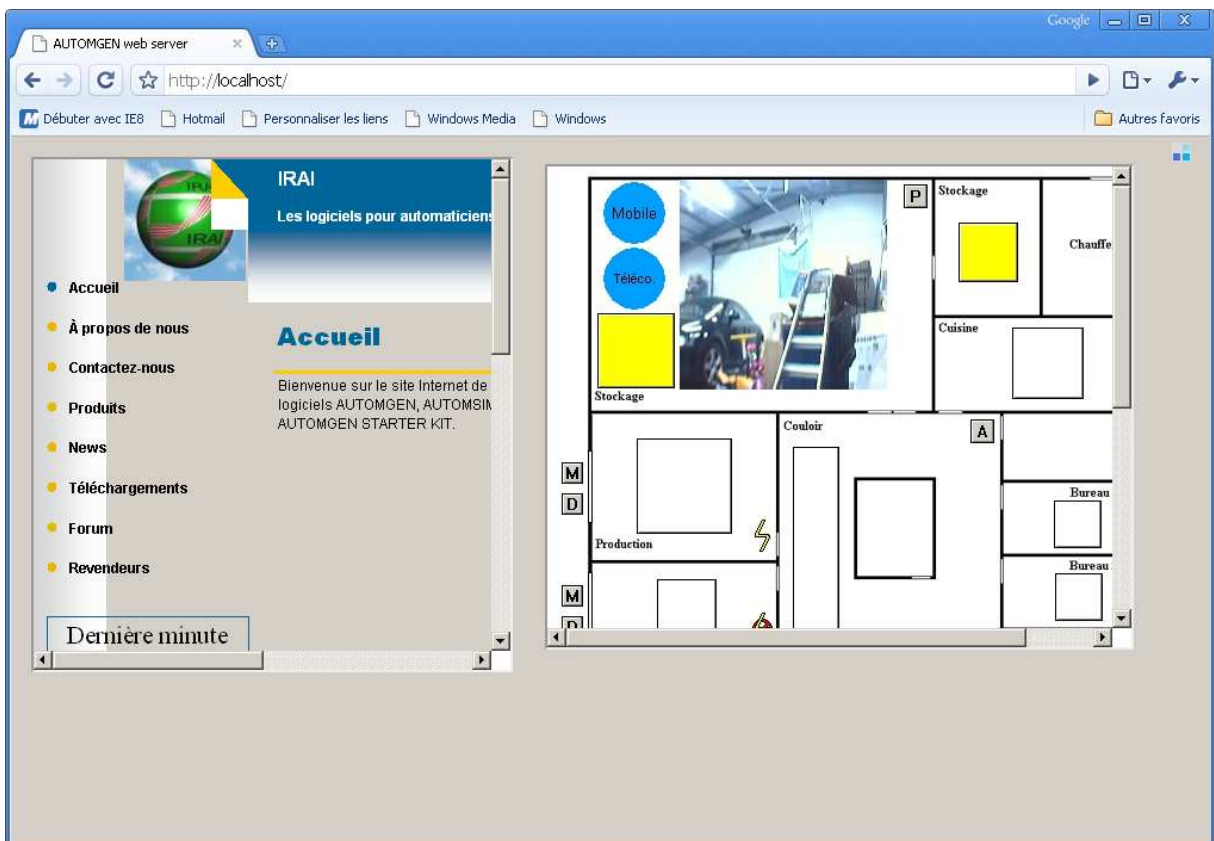 Google
AUTOMGEN web server
http://localhost/
Débuter avec IE8
Hotmail
Personnaliser les liens
Windows Media
Windows
Autres favoris
IRAI
IRAI
IRAI
Les logiciels pour automaticiens
Accueil
À propos de nous
Contactez-nous
Produits
News
Téléchargements
Forum
Revendeurs
Dernière minute
Accueil
Bienvenue sur le site Internet de
logiciels AUTOMGEN, AUTOMSIM
AUTOMGEN STARTER KIT.
Mobile
Téléco.
Stockage
P
Stockage
Chauffe
Cuisine
Couloir
A
M
D
Production
Bureau
Bureau
M
D